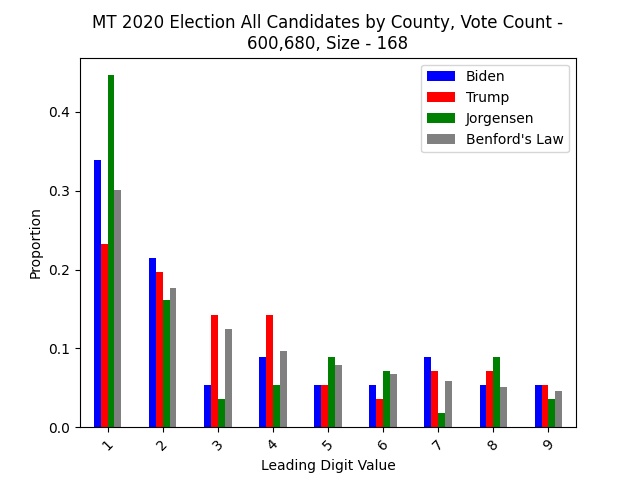 MT 2020 Election All Candidates by County, Vote Count -
600,680, Size - 168
Biden
Trump
Jorgensen
Benford's Law
Proportion
0.4
0.3
0.2
0.1
0.0
1 2 3 4 5 6 7 8 9
Leading Digit Value